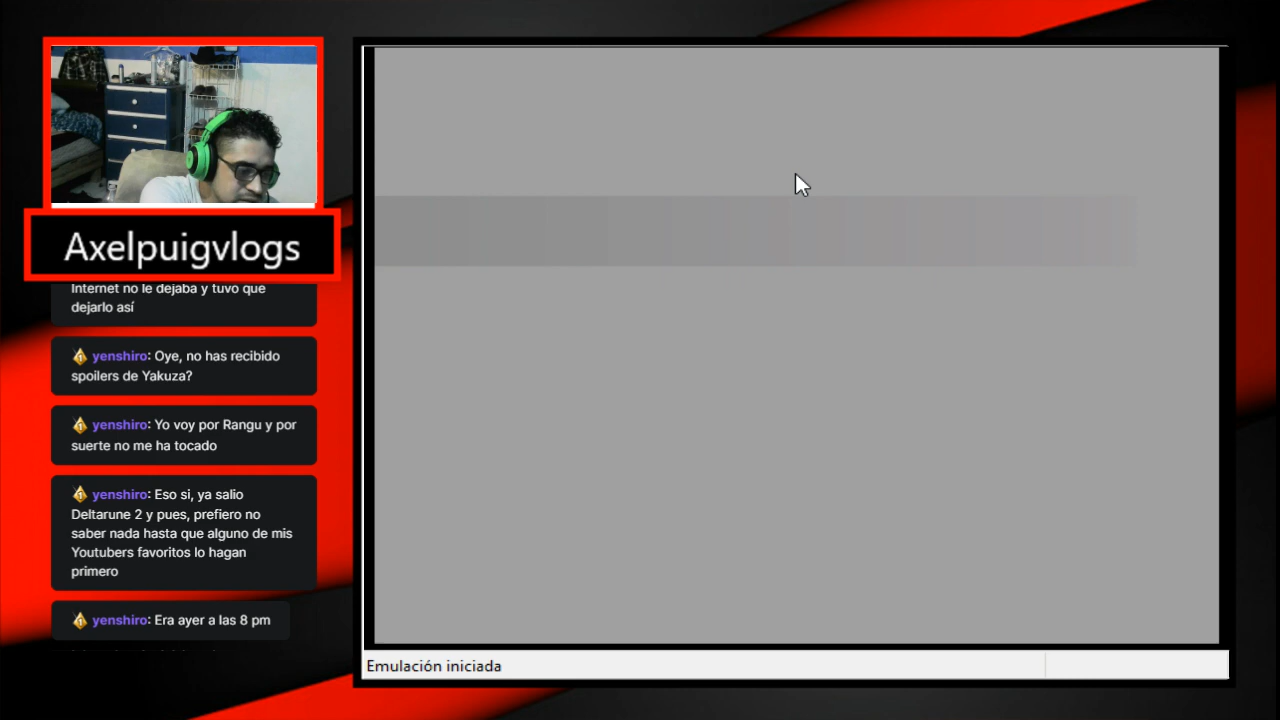 Axelpuigvlogs
Internet no le dejaba y tuvo que
dejarlo así
yenshiro: Oye, no has recibido
spoilers de Yakuza?
yenshiro: Yo voy por Rangu y por
suerte no me ha tocado
yenshiro: Eso si, ya salio
Deltarune 2 y pues, prefiero no
saber nada hasta que alguno de mis
Youtubers favoritos lo hagan
primero
yenshiro: Era ayer a las 8 pm
Emulación iniciada